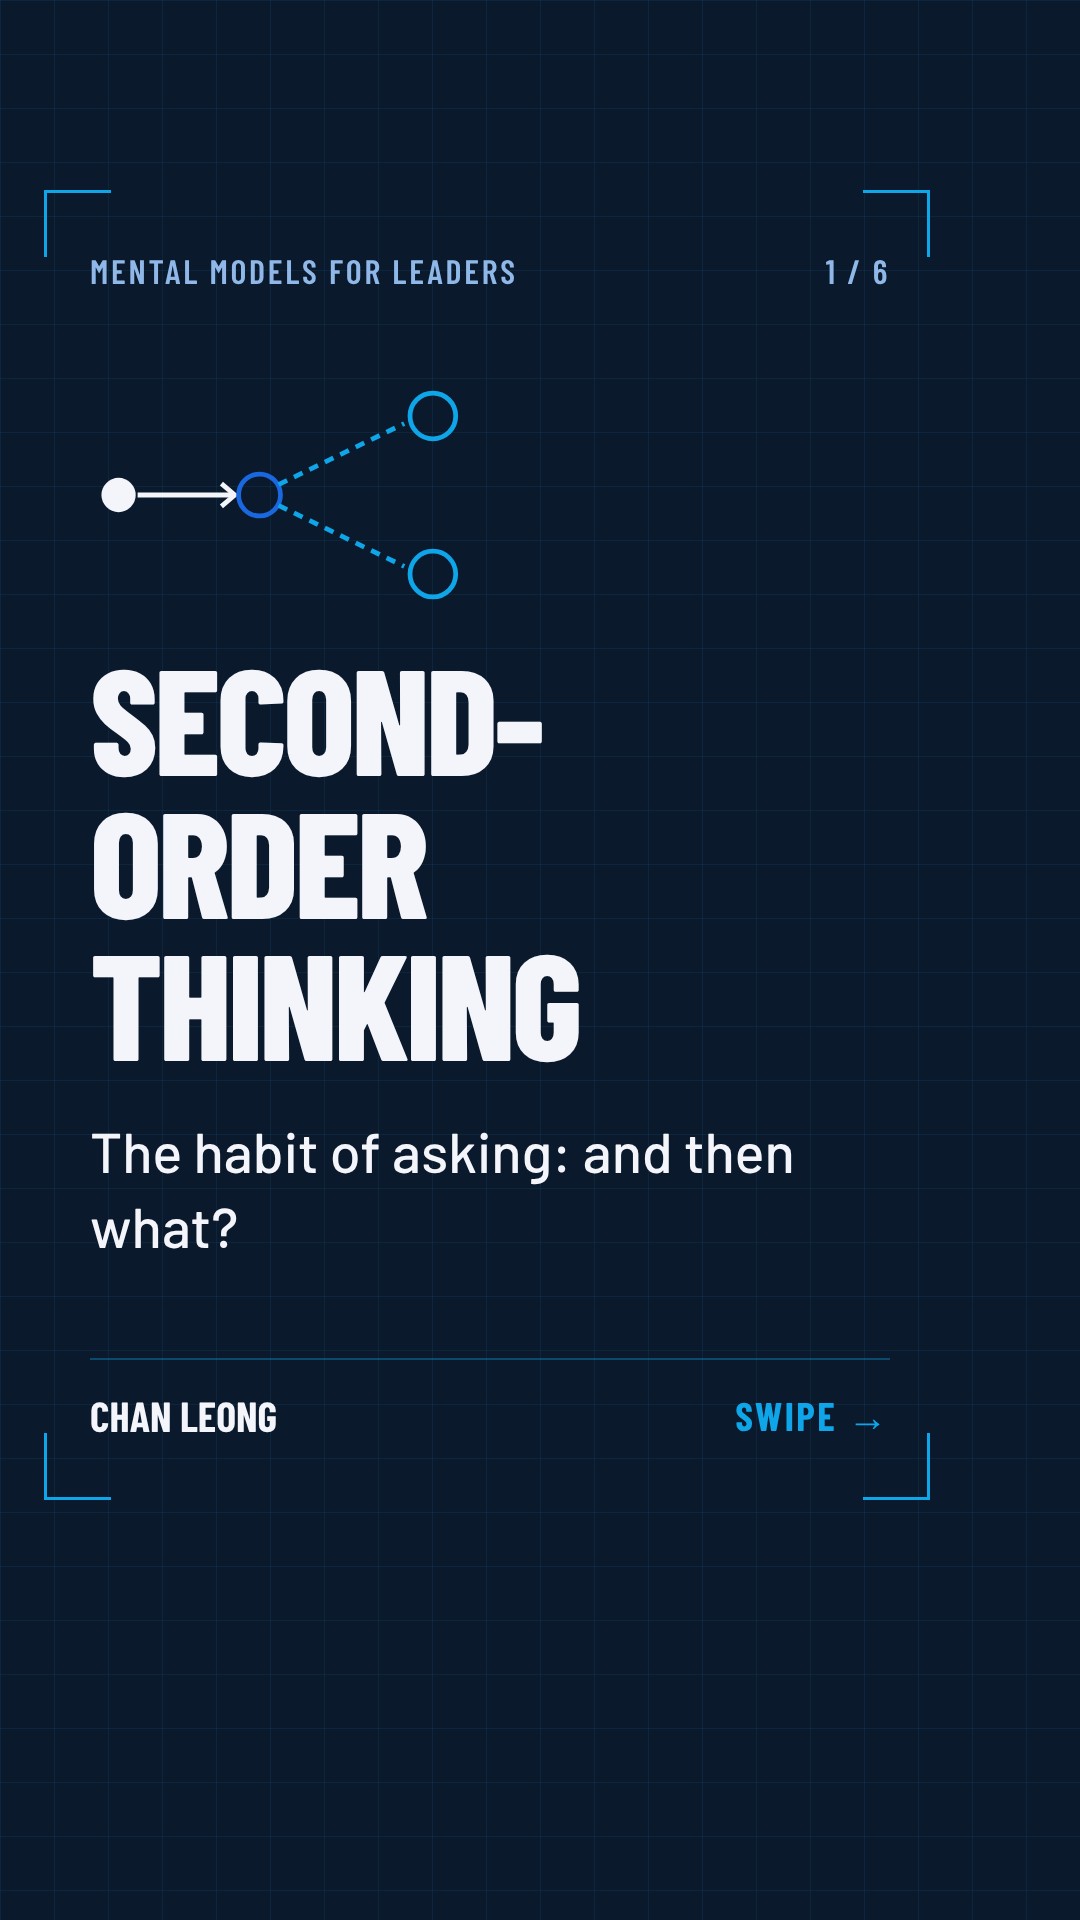 MENTAL MODELS FOR LEADERS 1 / 6
SECOND-
ORDER
THINKING
The habit of asking: and then
what?
CHAN LEONG SWIPE →